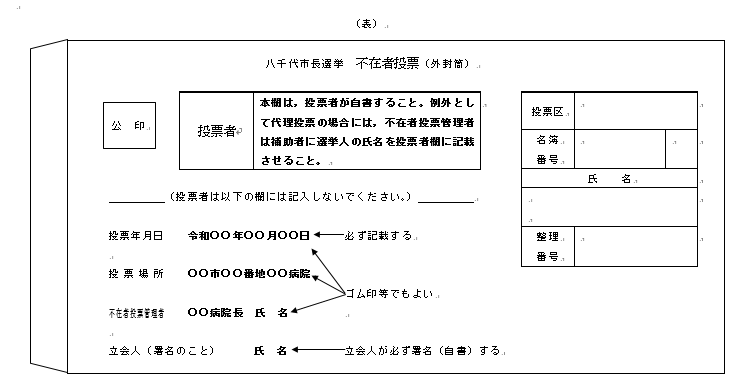 （表）
八千代市長選挙　不在者投票（外封筒）
公　印
投票者
本欄は，投票者が自書すること。例外とし
て代理投票の場合には，不在者投票管理者
は補助者に選挙人の氏名を投票者欄に記載
させること。
投票区
名簿
番号
氏　　名
整理
番号
（投票者は以下の欄には記入しないでください。）
投票年月日　令和〇〇年〇〇月〇〇日　必ず記載する
投票場所　〇〇市〇〇番地〇〇病院
ゴム印等でもよい
不在者投票管理者　〇〇病院長　氏　名
立会人（署名のこと）　氏　名　立会人が必ず署名（自書）する